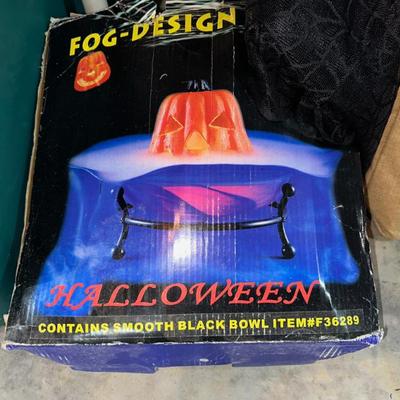 FOG-DESIGN
HALLOWEEN
CONTAINS SMOOTH BLACK BOWL ITEM#F36289